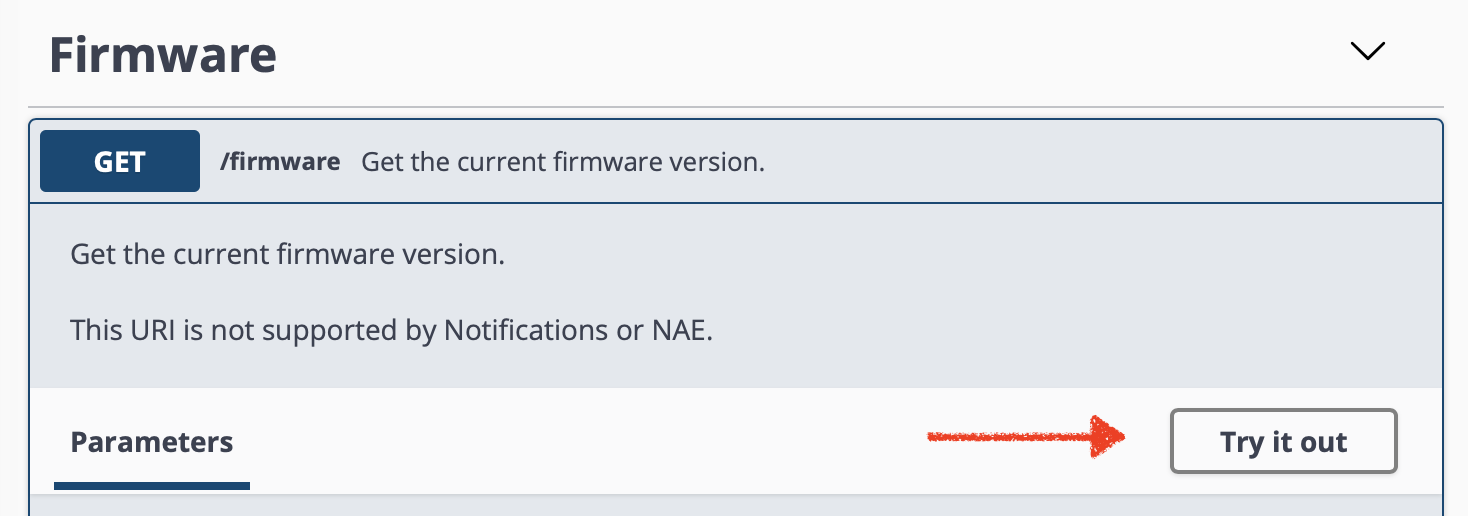 Firmware
GET /firmware Get the current firmware version.
Get the current firmware version.
This URI is not supported by Notifications or NAE.
Parameters Try it out